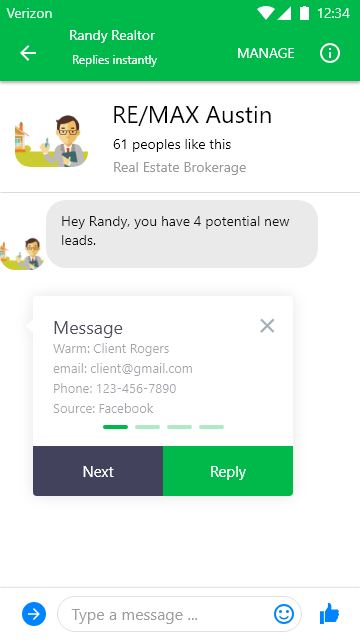 Verizon
12:34
Randy Realtor
Replies instantly
MANAGE
RE/MAX Austin
61 peoples like this
Real Estate Brokerage
Hey Randy, you have 4 potential new
leads.
Message
Warm: Client Rogers
email: client@gmail.com
Phone: 123-456-7890
Source: Facebook
Next
Reply
Type a message ...